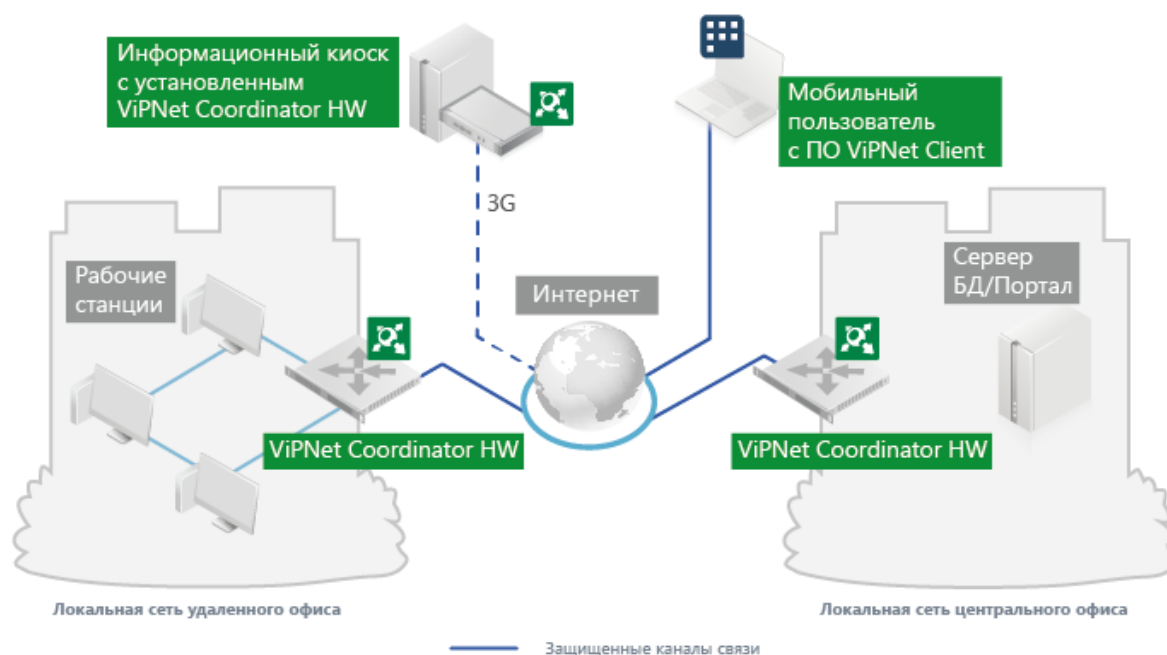 Информационный киоск
с установленным
ViPNet Coordinator HW
Мобильный
пользователь
с ПО ViPNet Client
3G
Рабочие
станции
Интернет
Сервер
БД/Портал
ViPNet Coordinator HW
ViPNet Coordinator HW
Локальная сеть удаленного офиса
Локальная сеть центрального офиса
Защищенные каналы связи